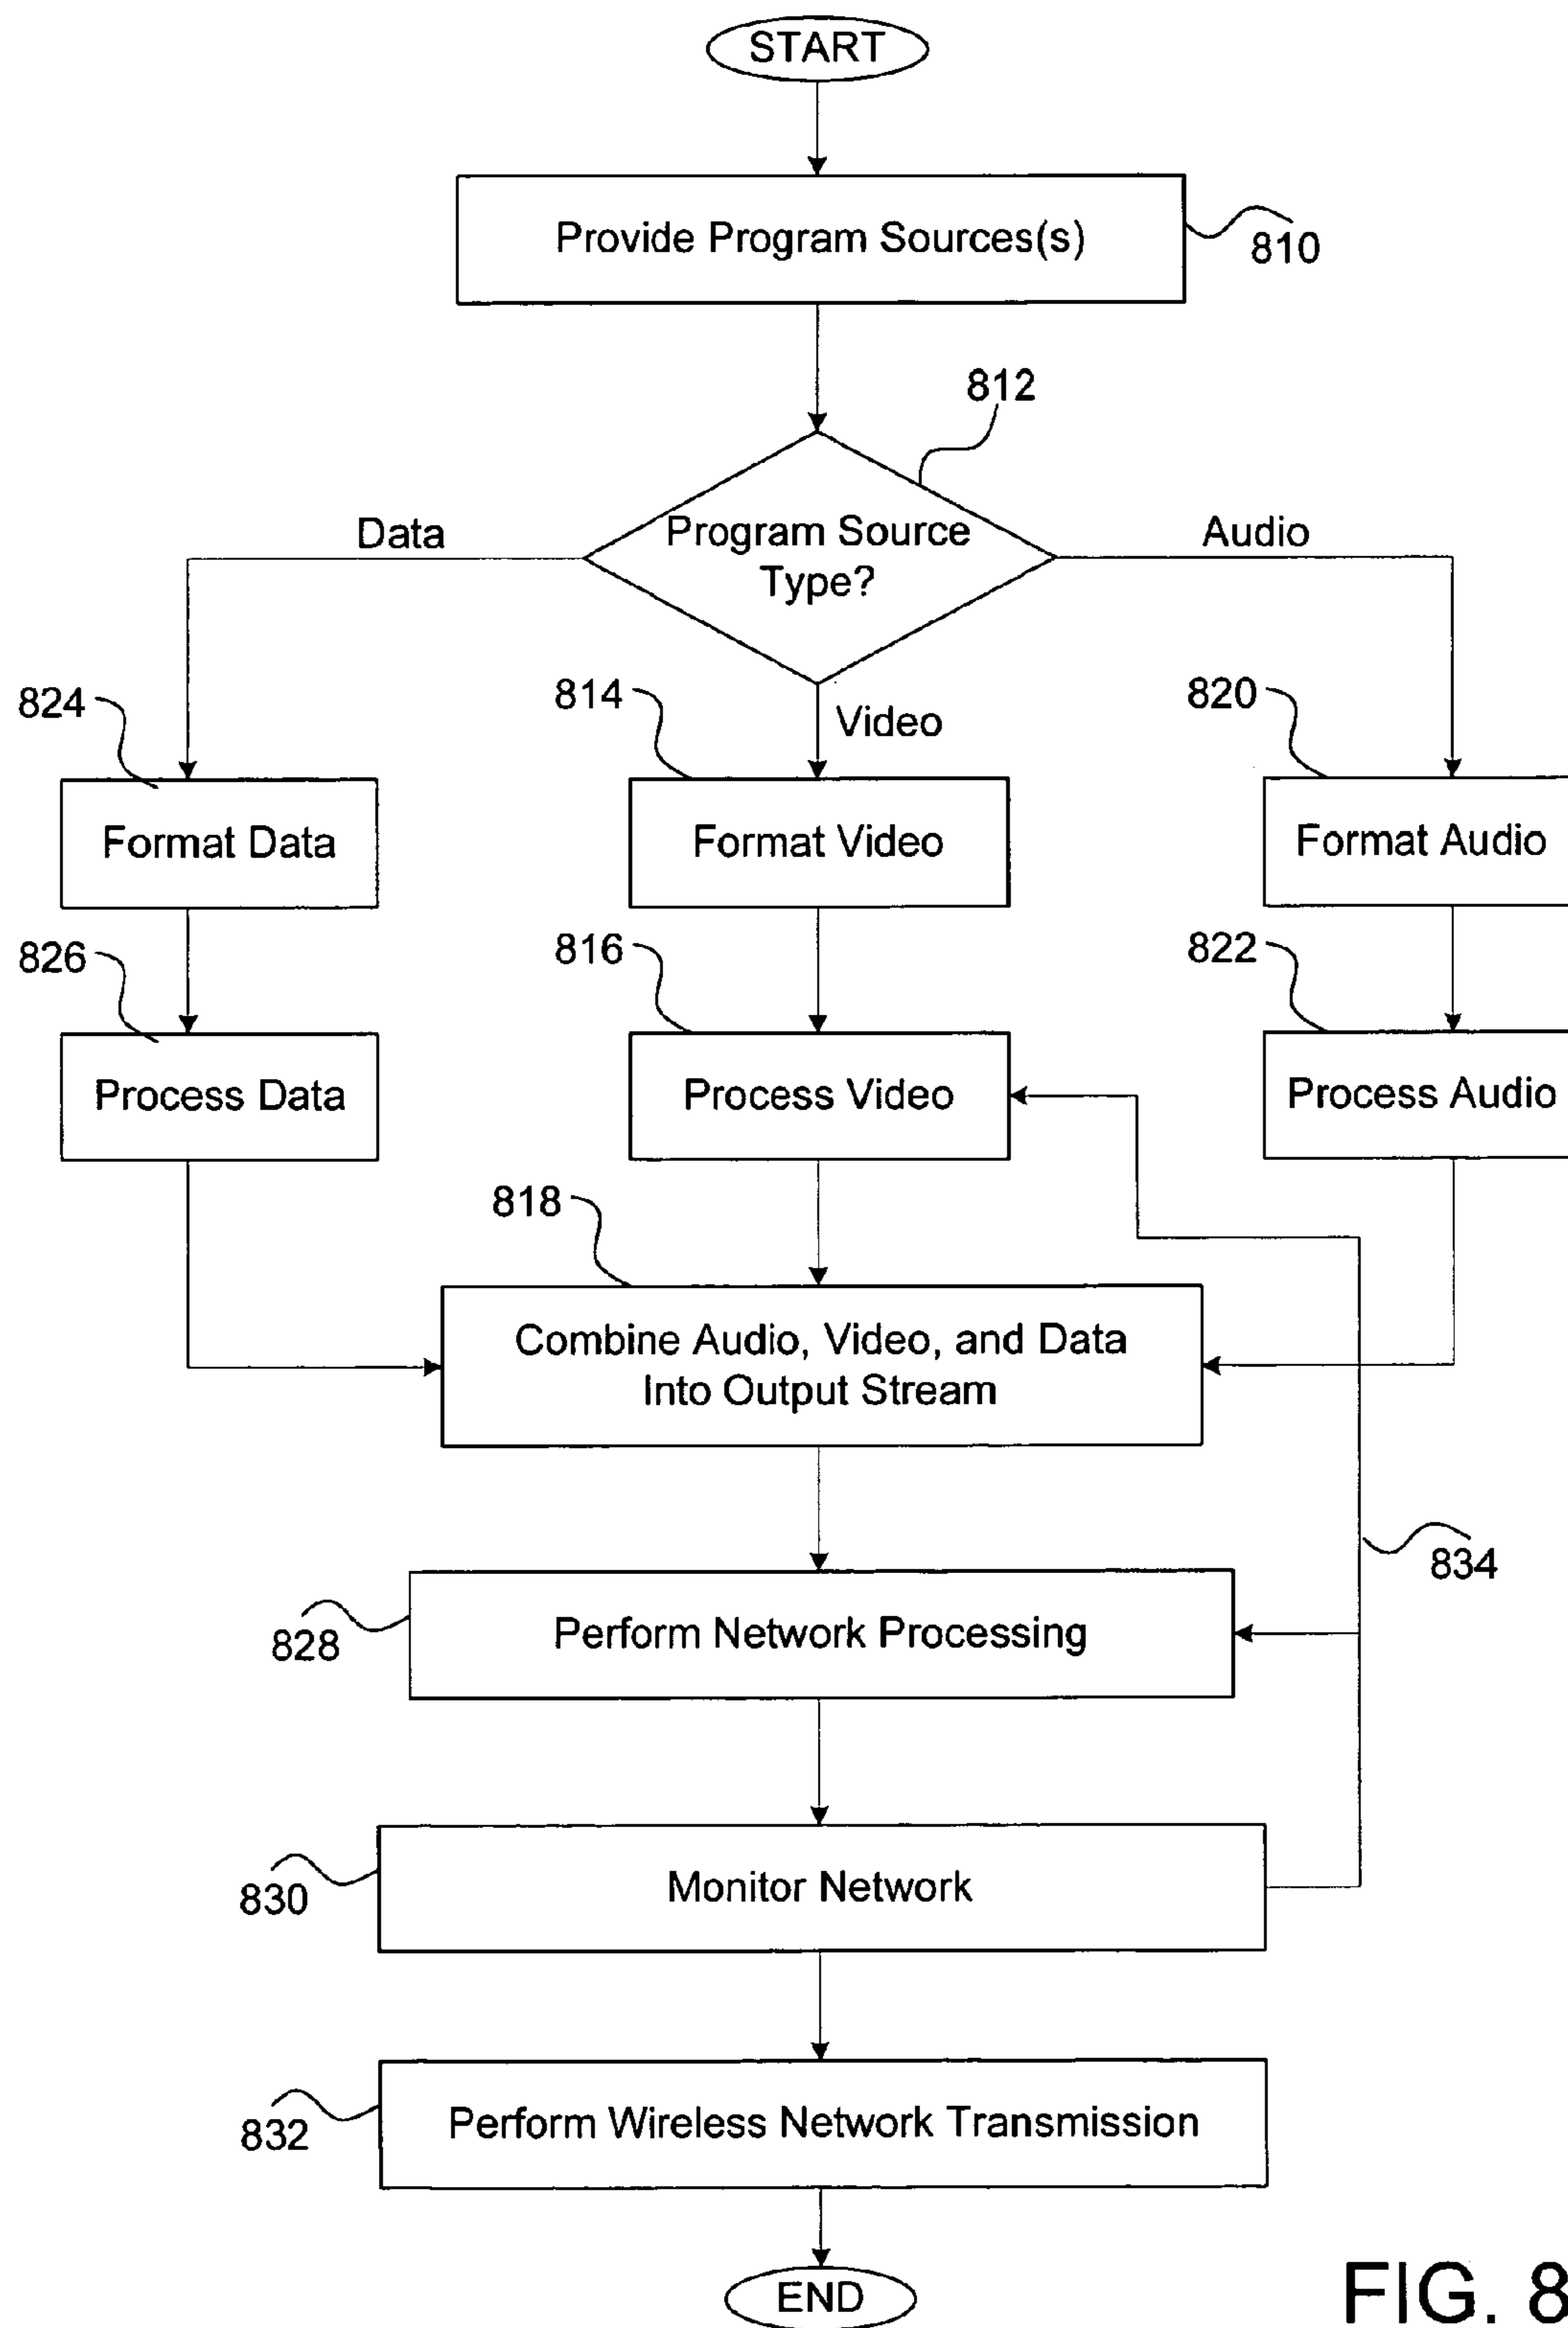 START
Provide Program Sources(s)
810
812
Program Source
Type?
Data
Audio
Video
824
814
820
Format Data
Format Video
Format Audio
826
816
822
Process Data
Process Video
Process Audio
818
Combine Audio, Video, and Data
Into Output Stream
834
828
Perform Network Processing
830
Monitor Network
832
Perform Wireless Network Transmission
END
FIG. 8